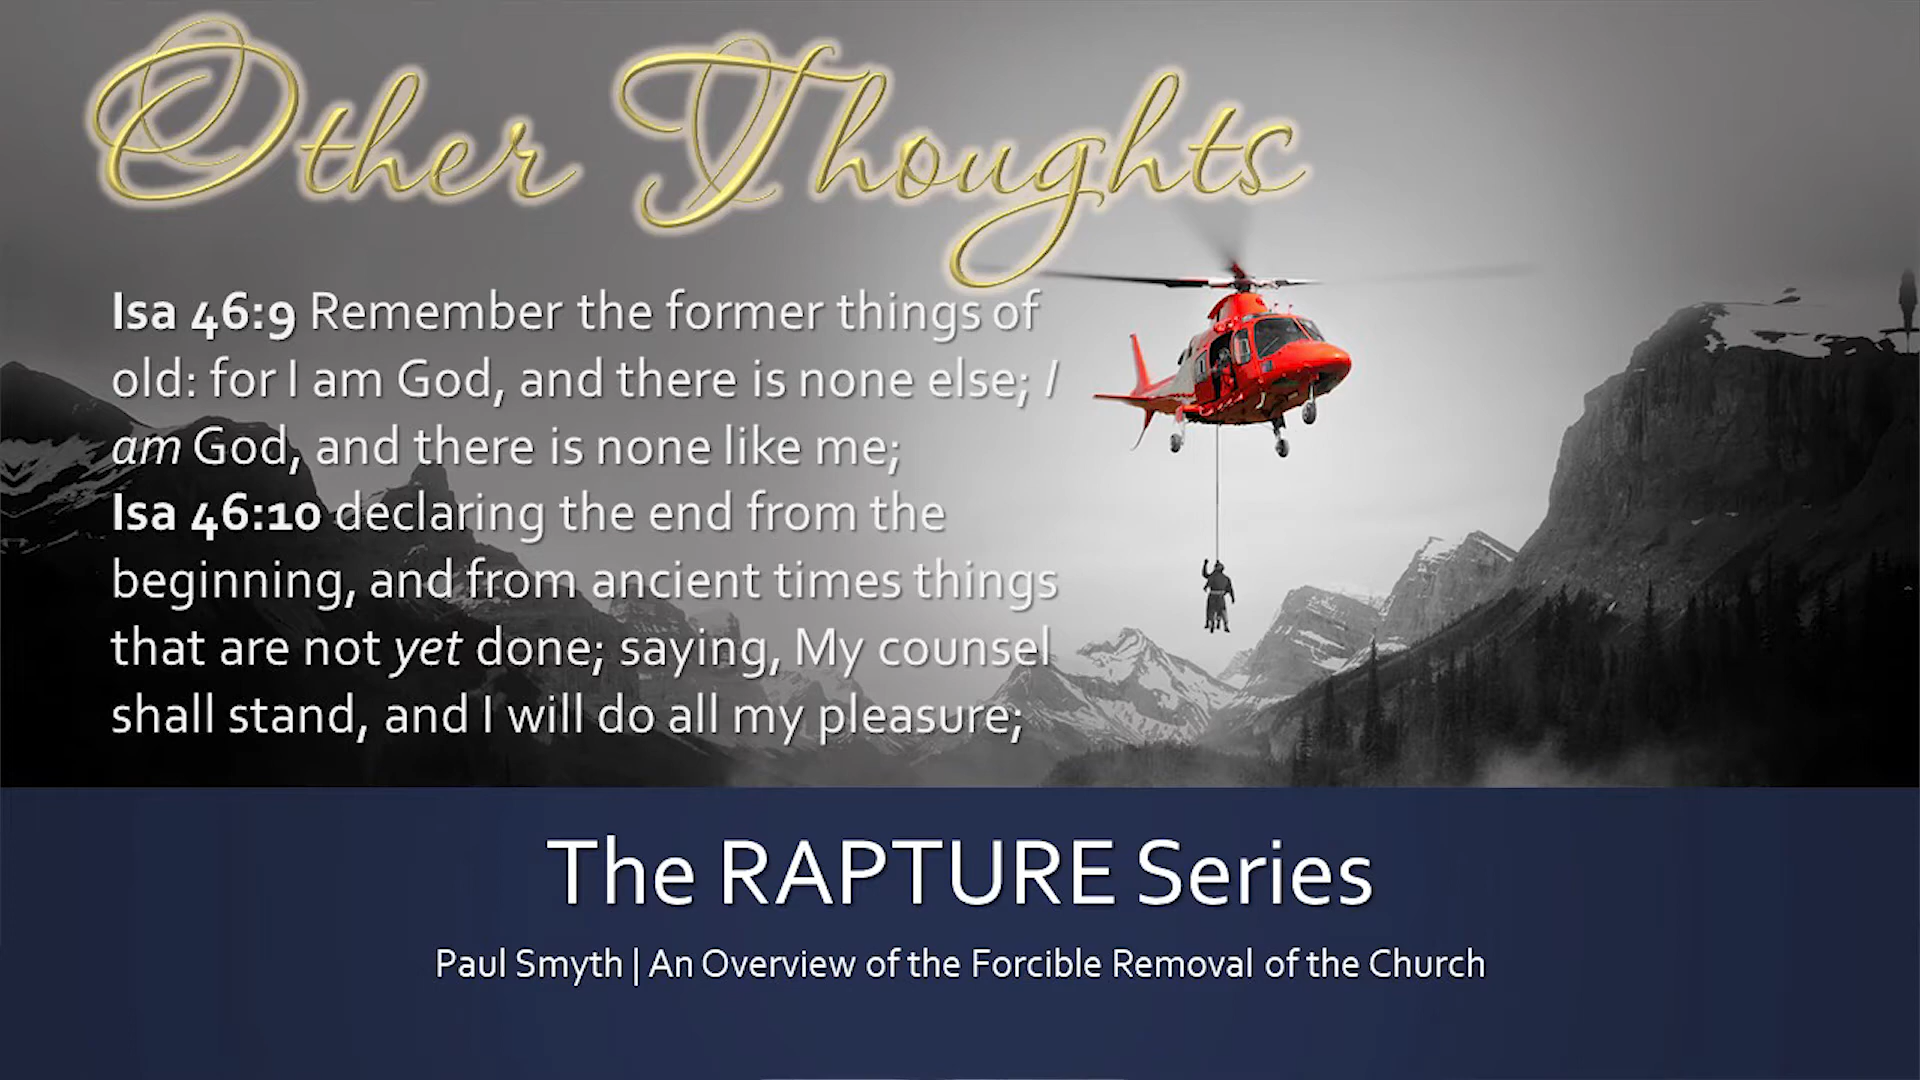 Other Thoughts
Isa 46:9 Remember the former things of
old: for I am God, and there is none else; I
am God, and there is none like me;
Isa 46:10 declaring the end from the
beginning, and from ancient times things
that are not yet done; saying, My counsel
shall stand, and I will do all my pleasure;
The RAPTURE Series
Paul Smyth | An Overview of the Forcible Removal of the Church